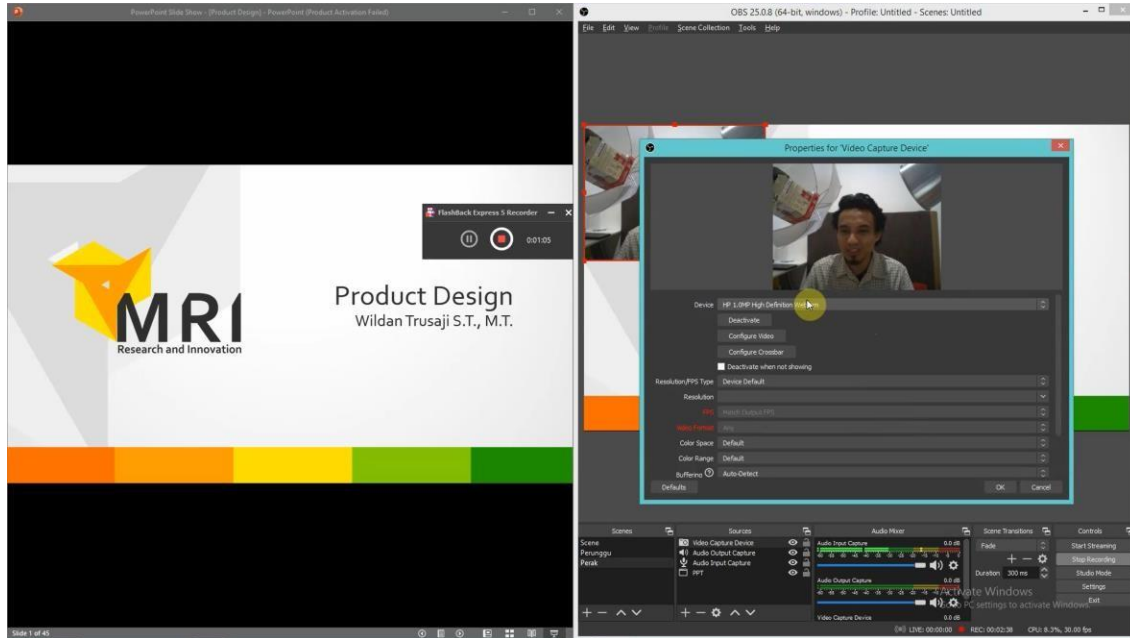 PowerPoint Slide Show - [Product Design] - PowerPoint (Product Activation Failed)
FlashBack Express 5 Recorder
0:01:05
MRI
Research and Innovation
Product Design
Wildan Trusaji S.T., M.T.
Slide 1 of 45
OBS 25.0.8 (64-bit, windows) - Profile: Untitled - Scenes: Untitled
File Edit View Profile Scene Collection Tools Help
Properties for 'Video Capture Device'
Device HP 1.0MP High Definition
Deactivate
Configure Video
Configure Crossbar
Deactivate when not showing
Resolution/FPS Type Device Default
Resolution
FPS Match Output FPS
Video Format Any
Color Space Default
Color Range Default
Buffering ? Auto-Detect
Defaults OK Cancel
Scenes Sources Audio Mixer Scene Transitions Controls
Scene
Perunggu
Perak
Video Capture Device
Audio Output Capture
Audio Input Capture
PPT
Audio Input Capture 0.0 dB
Audio Output Capture 0.0 dB
Video Capture Device 0.0 dB
Fade
Duration 300 ms
Start Streaming
Stop Recording
Studio Mode
Settings
Exit
Activate Windows
Go to PC settings to activate Windows.
LIVE: 00:00:00 REC: 00:02:38 CPU: 8.3%, 30.00 fps